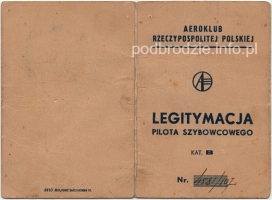 AEROKLUB
RZECZYPOSPOLITEJ POLSKIEJ
podbrodzie.info.pl
LEGITYMACJA
PILOTA SZYBOWCOWEGO
KAT. B
Nr.